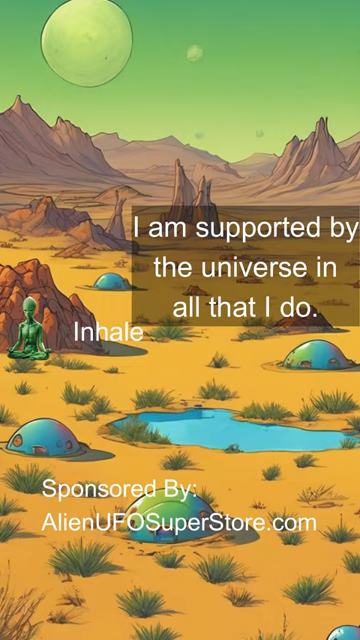 I am supported by
the universe in
all that I do.
Inhale
Sponsored By:
AlienUFOSuperStore.com